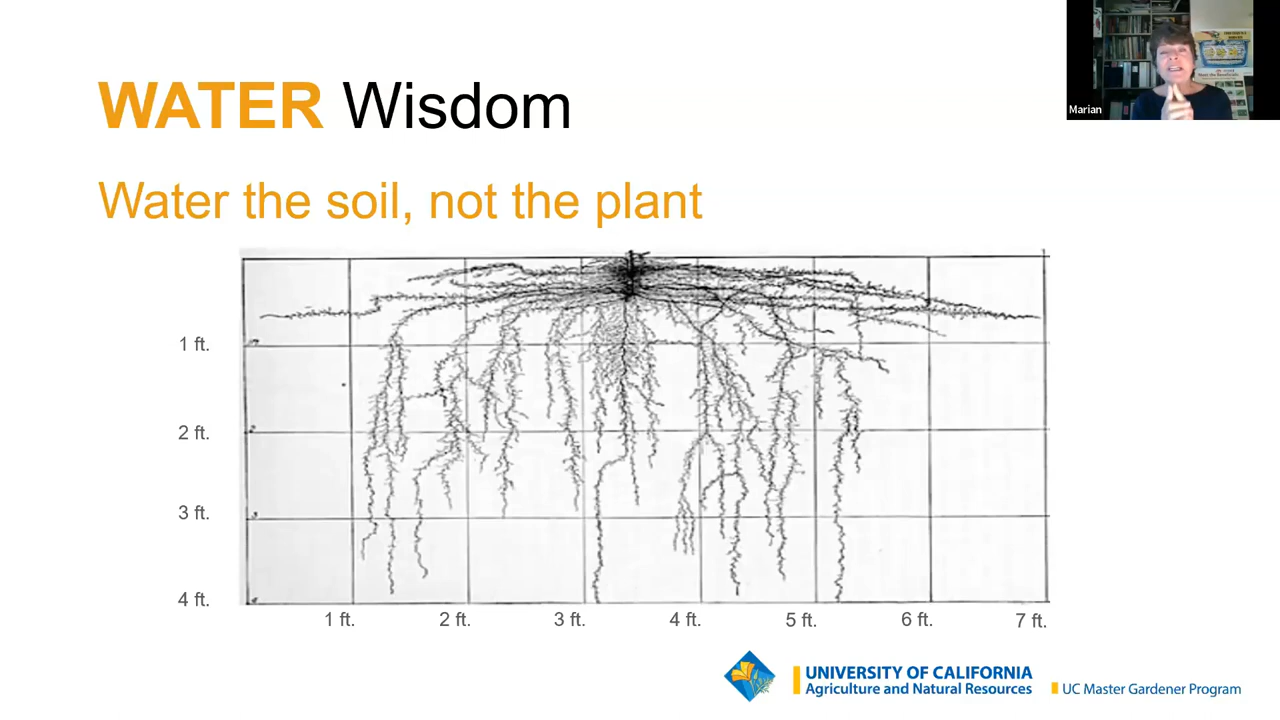 Marian
WATER Wisdom
Water the soil, not the plant
1 ft.
2 ft.
3 ft.
4 ft.
1 ft.
2 ft.
3 ft.
4 ft.
5 ft.
6 ft.
7 ft.
UNIVERSITY OF CALIFORNIA
Agriculture and Natural Resources
UC Master Gardener Program